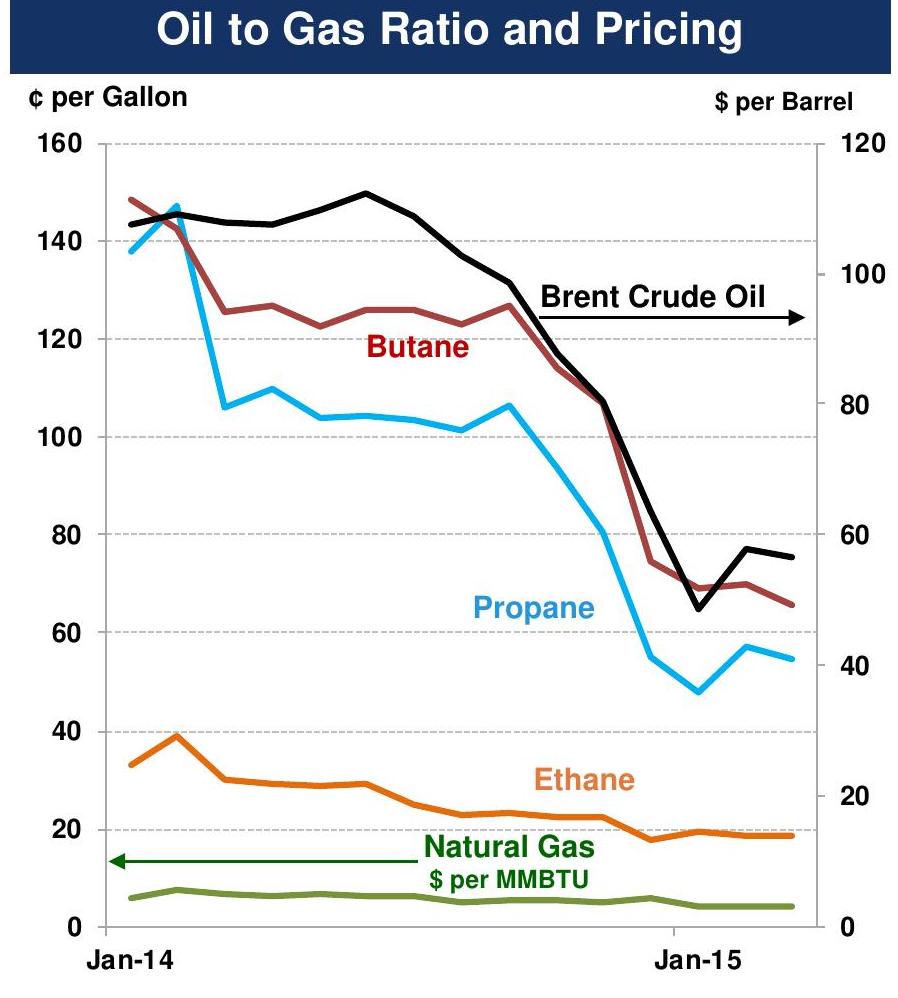 Oil to Gas Ratio and Pricing
¢ per Gallon
$ per Barrel
160
140
120
100
80
60
40
20
0
120
100
80
60
40
20
0
Brent Crude Oil
Butane
Propane
Ethane
Natural Gas
$ per MMBTU
Jan-14
Jan-15